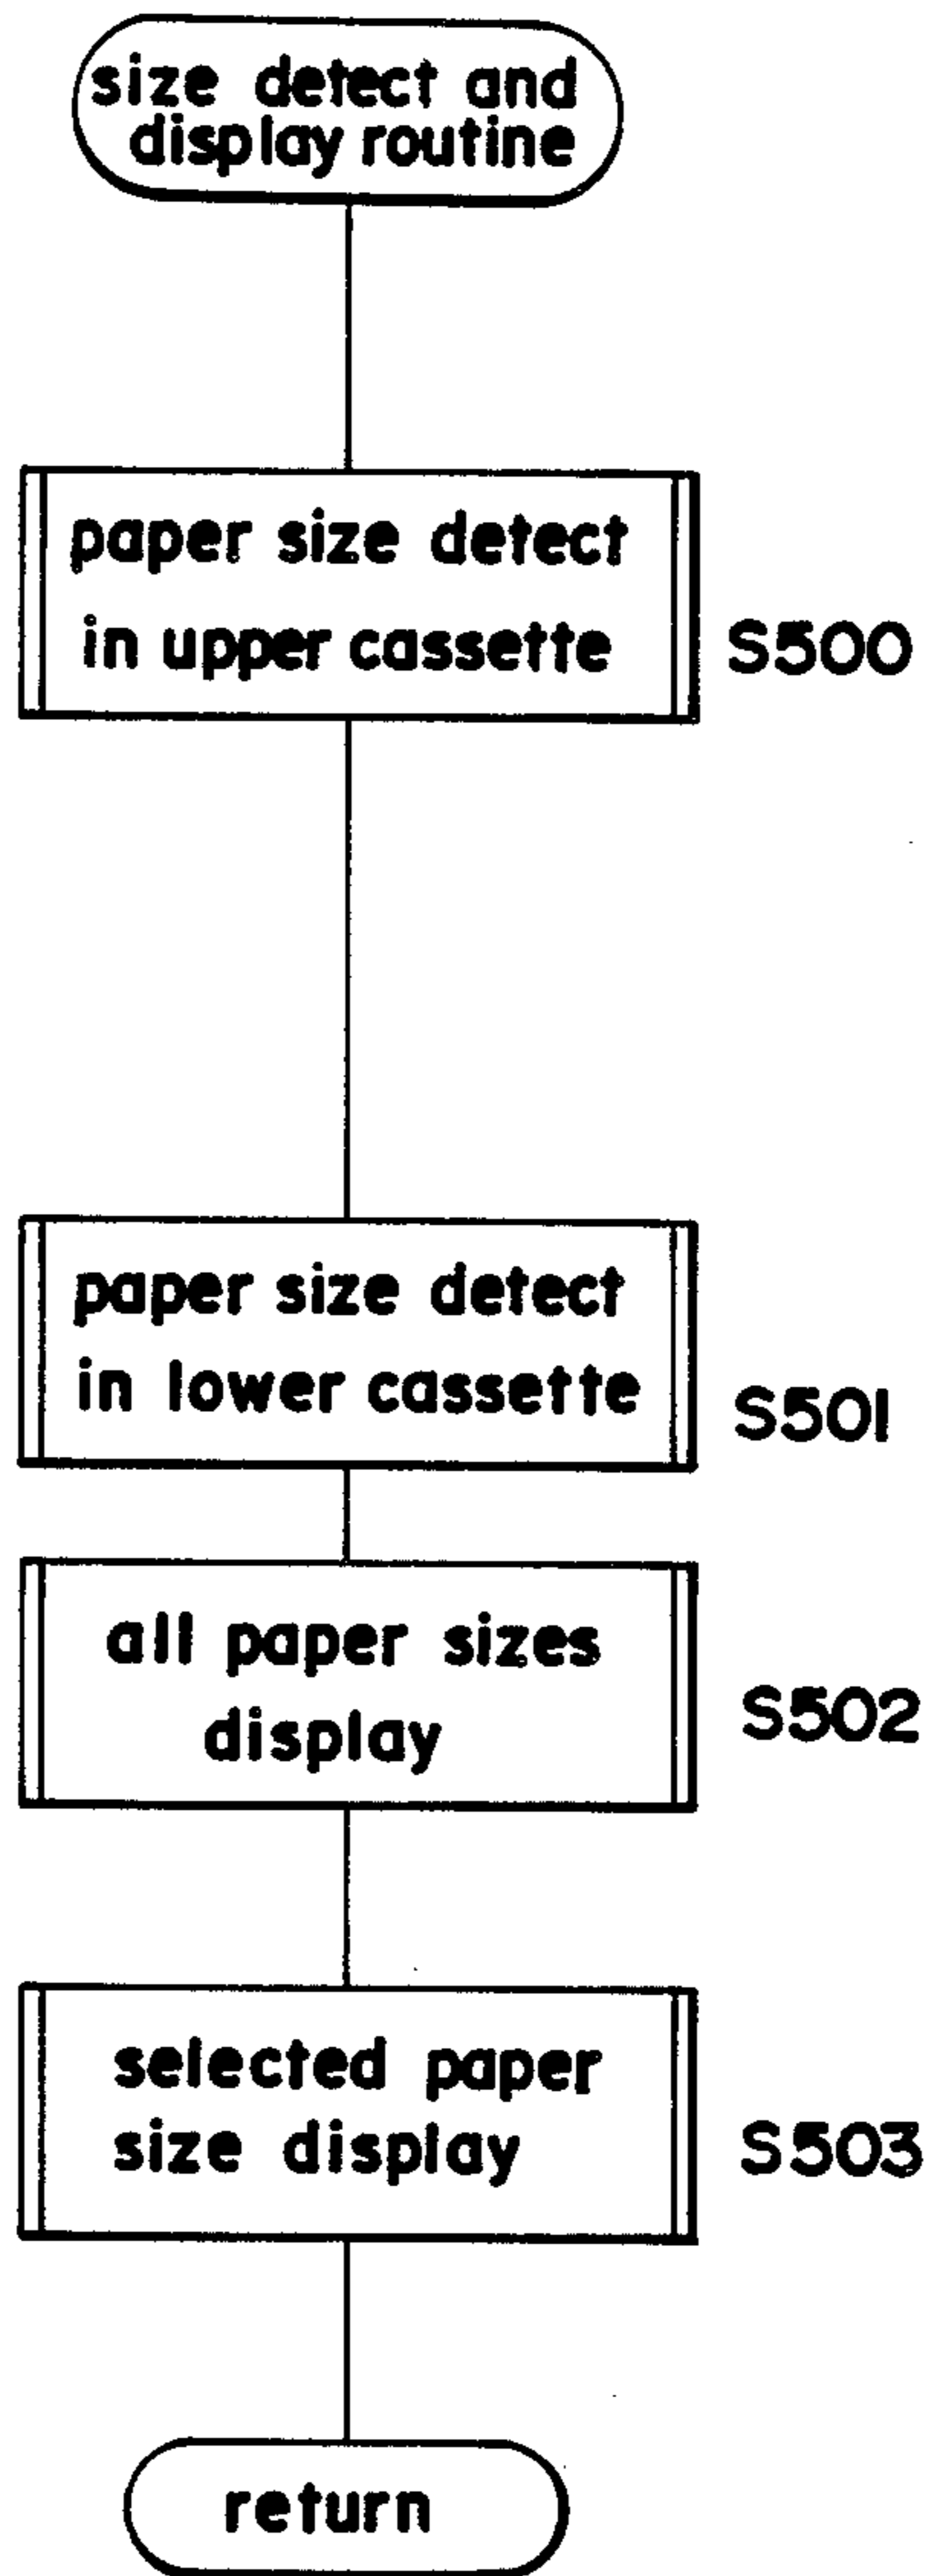 size detect and
display routine
paper size detect
in upper cassette
S500
paper size detect
in lower cassette
S501
all paper sizes
display
S502
selected paper
size display
S503
return